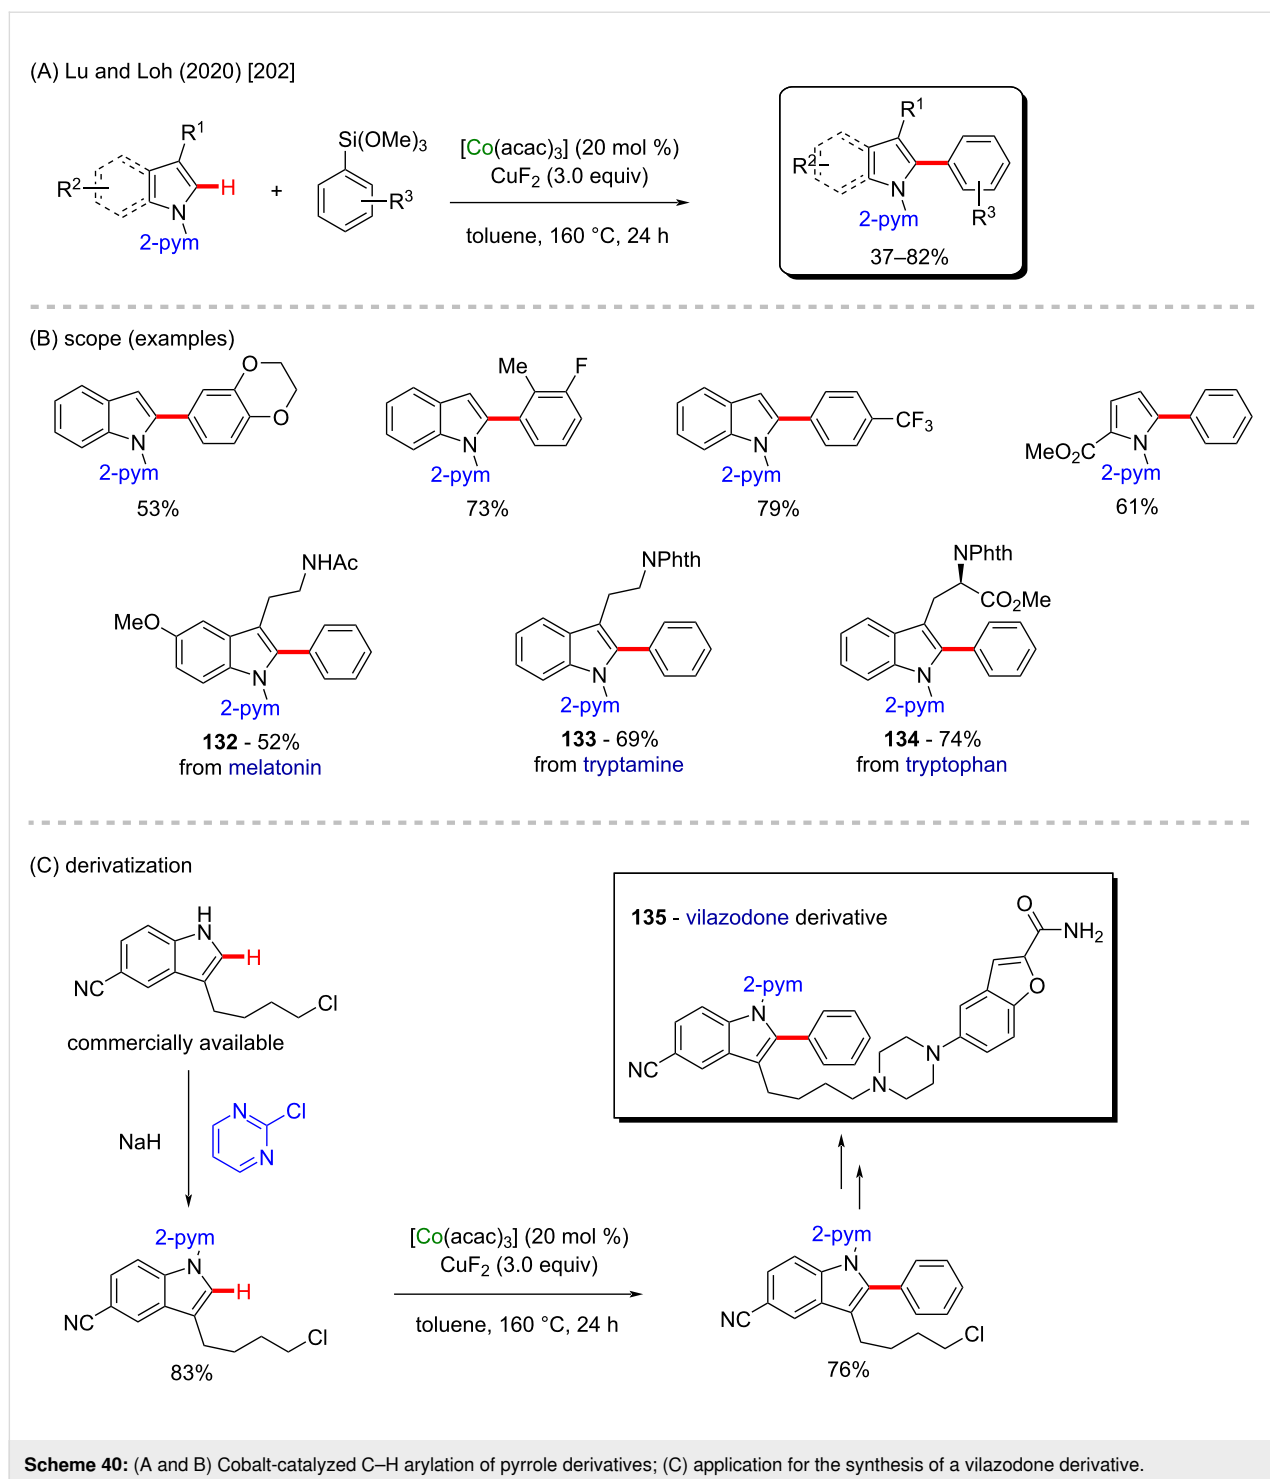 (A) Lu and Loh (2020) [202]
R¹
R²
H
N
2-pym
+
Si(OMe)₃
R³
[Co(acac)₃] (20 mol %)
CuF₂ (3.0 equiv)
toluene, 160 °C, 24 h
R¹
R²
N
2-pym
R³
37–82%
(B) scope (examples)
O
O
N
2-pym
53%
Me
F
N
2-pym
73%
CF₃
N
2-pym
79%
MeO₂C
N
2-pym
61%
NHAc
MeO
N
2-pym
132 - 52%
from melatonin
NPhth
N
2-pym
133 - 69%
from tryptamine
NPhth
CO₂Me
N
2-pym
134 - 74%
from tryptophan
(C) derivatization
H
N
H
NC
Cl
commercially available
NaH
N
Cl
N
2-pym
N
H
NC
Cl
83%
[Co(acac)₃] (20 mol %)
CuF₂ (3.0 equiv)
toluene, 160 °C, 24 h
2-pym
N
NC
Cl
76%
135 - vilazodone derivative
O
NH₂
O
2-pym
N
NC
N
N
Scheme 40: (A and B) Cobalt-catalyzed C–H arylation of pyrrole derivatives; (C) application for the synthesis of a vilazodone derivative.